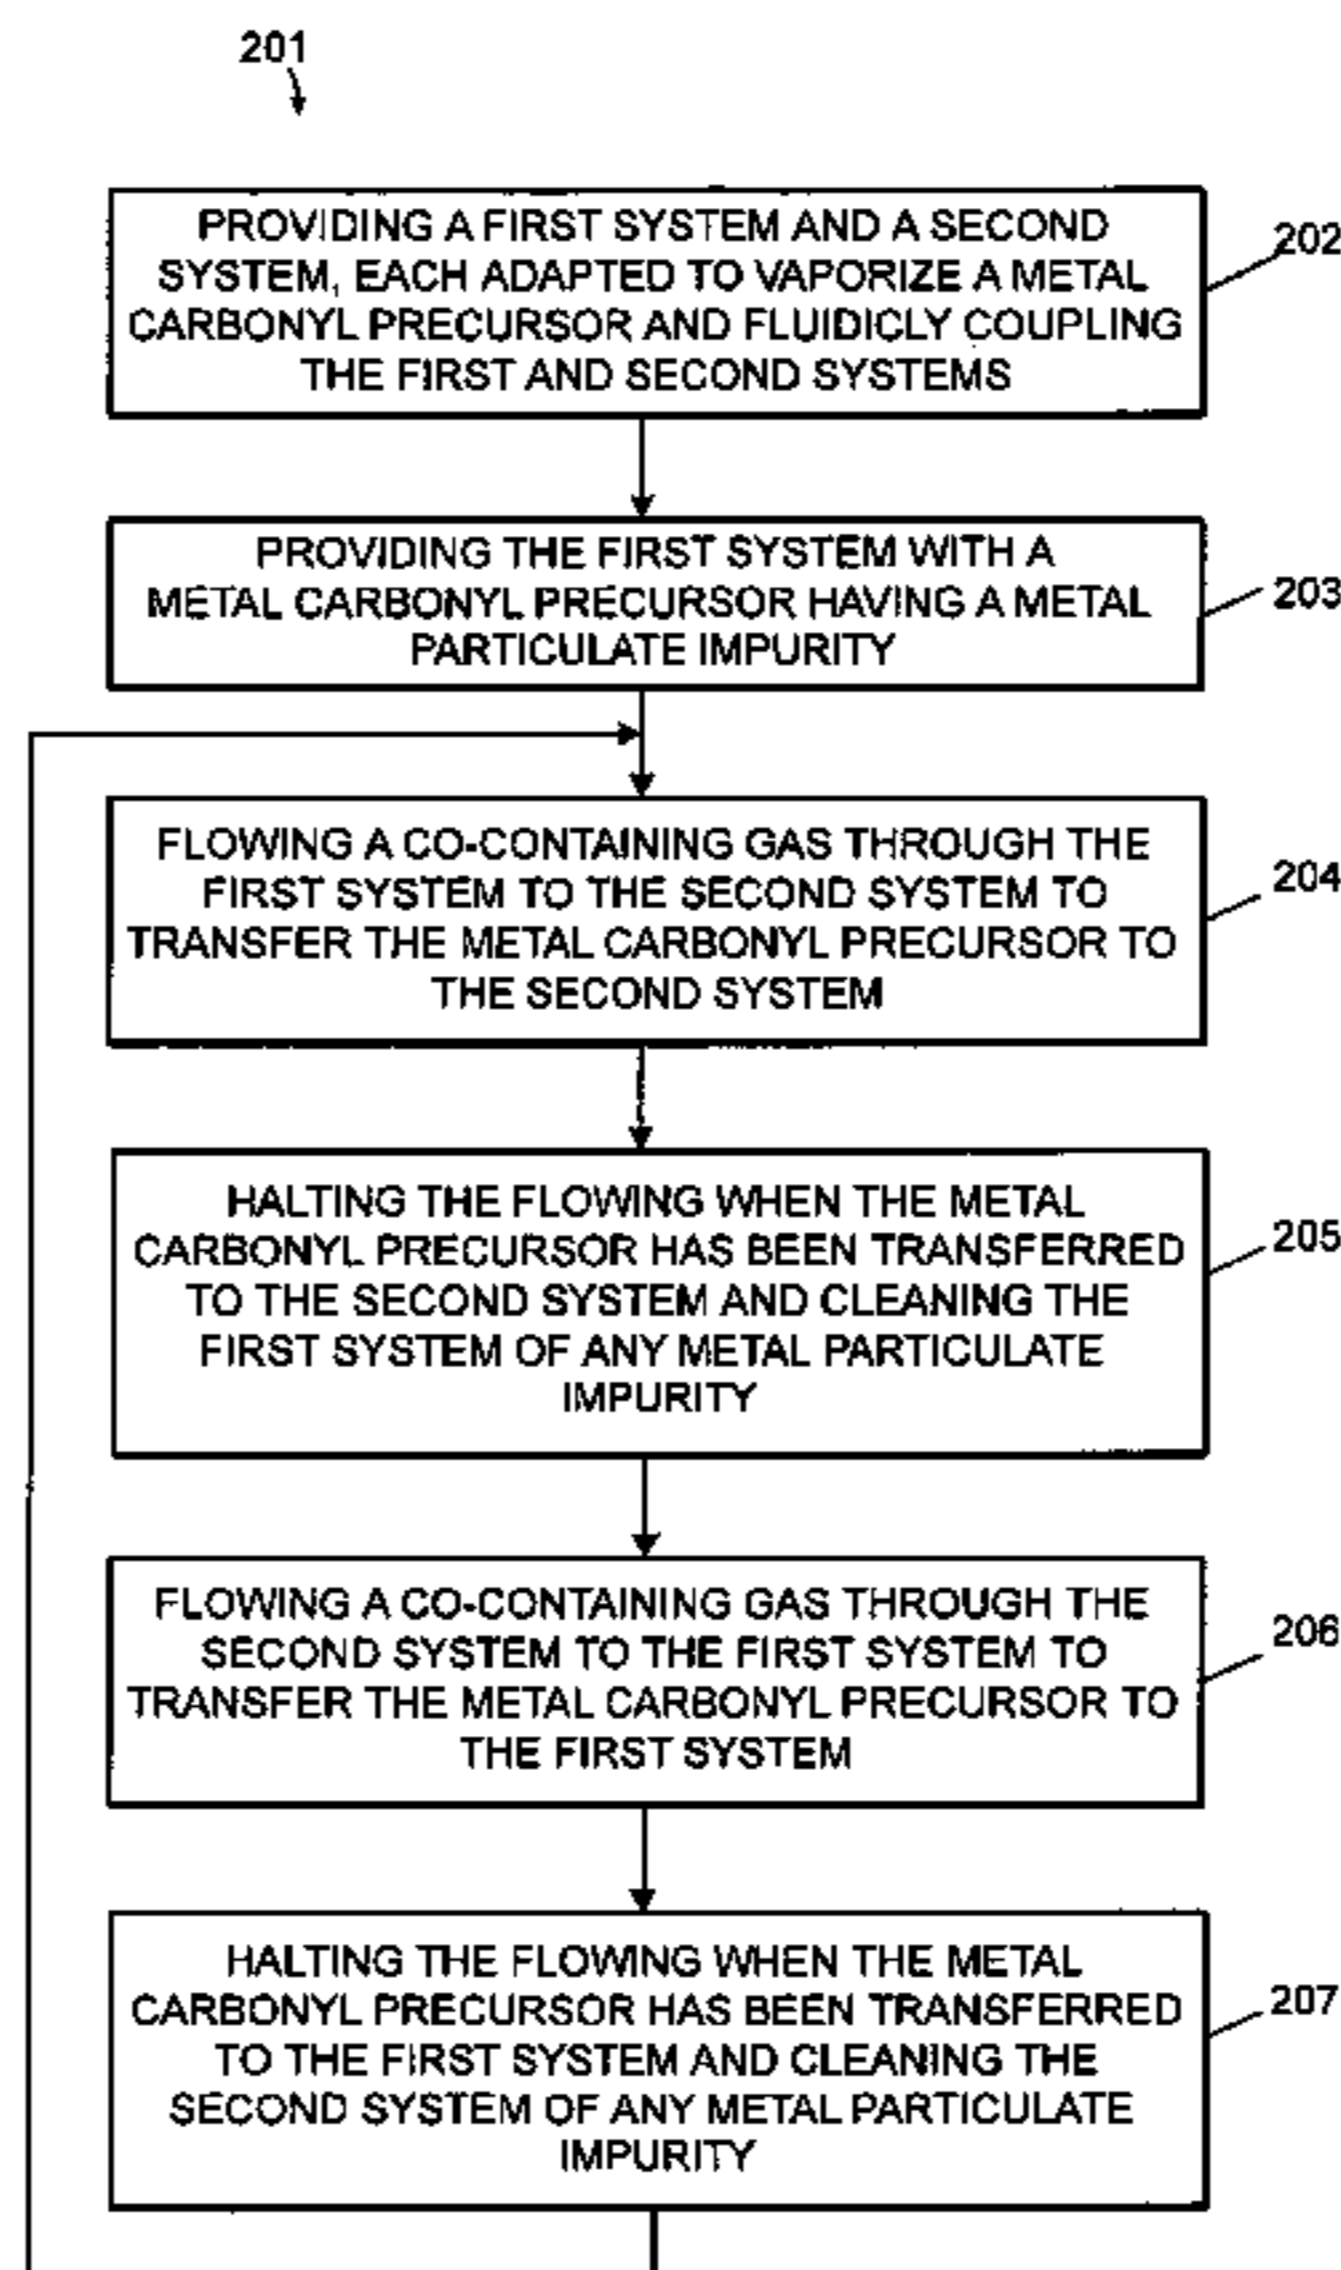 201
PROVIDING A FIRST SYSTEM AND A SECOND
SYSTEM, EACH ADAPTED TO VAPORIZE A METAL
CARBONYL PRECURSOR AND FLUIDICLY COUPLING
THE FIRST AND SECOND SYSTEMS
202
PROVIDING THE FIRST SYSTEM WITH A
METAL CARBONYL PRECURSOR HAVING A METAL
PARTICULATE IMPURITY
203
FLOWING A CO-CONTAINING GAS THROUGH THE
FIRST SYSTEM TO THE SECOND SYSTEM TO
TRANSFER THE METAL CARBONYL PRECURSOR TO
THE SECOND SYSTEM
204
HALTING THE FLOWING WHEN THE METAL
CARBONYL PRECURSOR HAS BEEN TRANSFERRED
TO THE SECOND SYSTEM AND CLEANING THE
FIRST SYSTEM OF ANY METAL PARTICULATE
IMPURITY
205
FLOWING A CO-CONTAINING GAS THROUGH THE
SECOND SYSTEM TO THE FIRST SYSTEM TO
TRANSFER THE METAL CARBONYL PRECURSOR TO
THE FIRST SYSTEM
206
HALTING THE FLOWING WHEN THE METAL
CARBONYL PRECURSOR HAS BEEN TRANSFERRED
TO THE FIRST SYSTEM AND CLEANING THE
SECOND SYSTEM OF ANY METAL PARTICULATE
IMPURITY
207